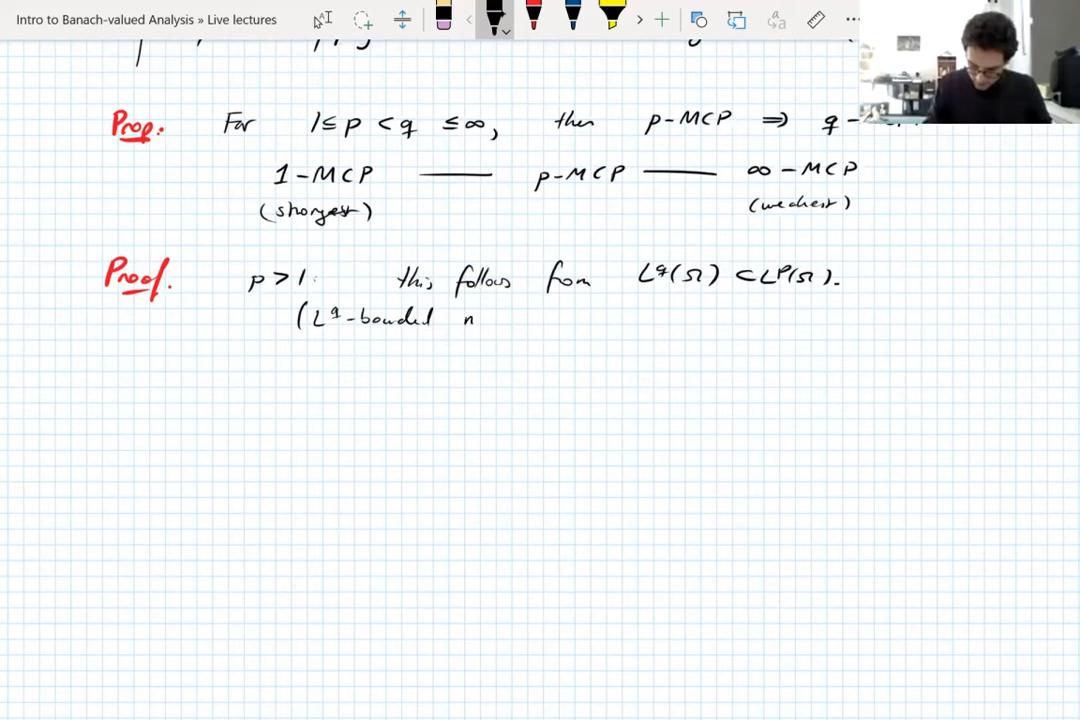 Intro to Banach-valued Analysis » Live lectures
Prop: For 1≤p<q≤∞, then p-MCP ⇒ q-
1-MCP —— p-MCP —— ∞-MCP
(strongest) (weakest)
Proof. p>1: this follows from L^q(Ω) ⊂ L^p(Ω).
(L^q-bounded m